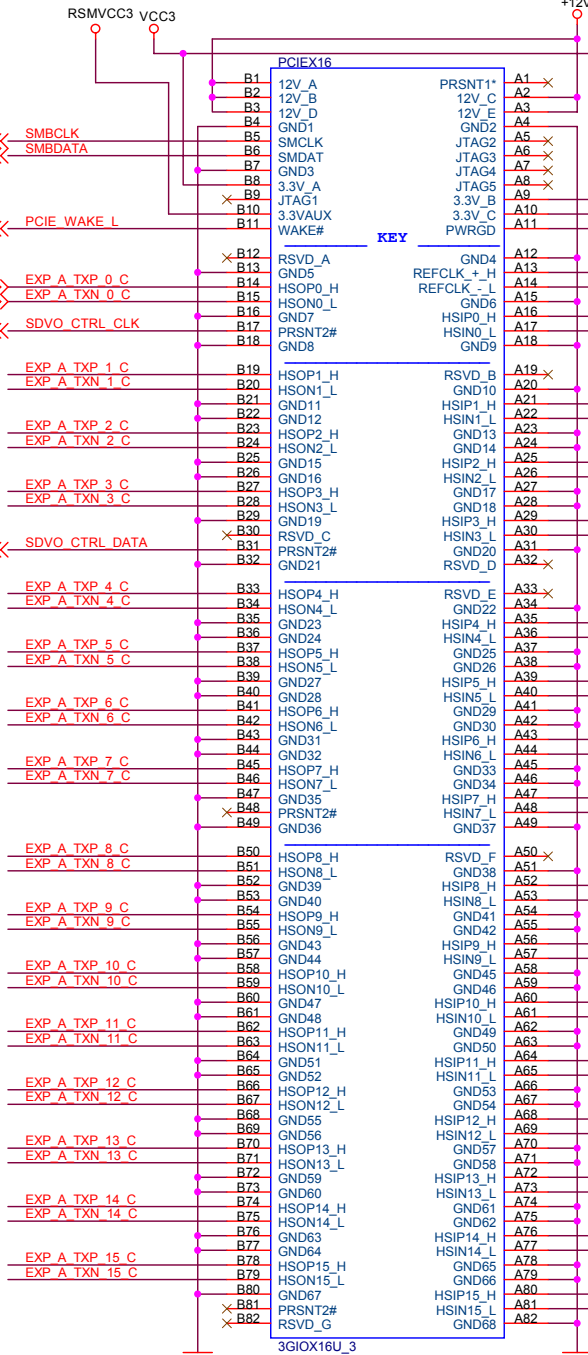 +12V
RSMVCC3 VCC3
PCIEX16
B1 12V_A PRSNT1* A1
B2 12V_B 12V_C A2
B3 12V_D 12V_E A3
B4 GND1 GND2 A4
SMBCLK B5 SMCLK JTAG2 A5
SMBDATA B6 SMDAT JTAG3 A6
B7 GND3 JTAG4 A7
B8 3.3V_A JTAG5 A8
B9 JTAG1 3.3V_B A9
B10 3.3VAUX 3.3V_C A10
PCIE_WAKE_L B11 WAKE# PWRGD A11
KEY
B12 RSVD_A GND4 A12
B13 GND5 REFCLK_+_H A13
EXP_A_TXP_0_C B14 HSOP0_H REFCLK_-_L A14
EXP_A_TXN_0_C B15 HSON0_L GND6 A15
B16 GND7 HSIP0_H A16
SDVO_CTRL_CLK B17 PRSNT2# HSIN0_L A17
B18 GND8 GND9 A18
EXP_A_TXP_1_C B19 HSOP1_H RSVD_B A19
EXP_A_TXN_1_C B20 HSON1_L GND10 A20
B21 GND11 HSIP1_H A21
B22 GND12 HSIN1_L A22
EXP_A_TXP_2_C B23 HSOP2_H GND13 A23
EXP_A_TXN_2_C B24 HSON2_L GND14 A24
B25 GND15 HSIP2_H A25
B26 GND16 HSIN2_L A26
EXP_A_TXP_3_C B27 HSOP3_H GND17 A27
EXP_A_TXN_3_C B28 HSON3_L GND18 A28
B29 GND19 HSIP3_H A29
B30 RSVD_C HSIN3_L A30
SDVO_CTRL_DATA B31 PRSNT2# GND20 A31
B32 GND21 RSVD_D A32
EXP_A_TXP_4_C B33 HSOP4_H RSVD_E A33
EXP_A_TXN_4_C B34 HSON4_L GND22 A34
B35 GND23 HSIP4_H A35
B36 GND24 HSIN4_L A36
EXP_A_TXP_5_C B37 HSOP5_H GND25 A37
EXP_A_TXN_5_C B38 HSON5_L GND26 A38
B39 GND27 HSIP5_H A39
B40 GND28 HSIN5_L A40
EXP_A_TXP_6_C B41 HSOP6_H GND29 A41
EXP_A_TXN_6_C B42 HSON6_L GND30 A42
B43 GND31 HSIP6_H A43
B44 GND32 HSIN6_L A44
EXP_A_TXP_7_C B45 HSOP7_H GND33 A45
EXP_A_TXN_7_C B46 HSON7_L GND34 A46
B47 GND35 HSIP7_H A47
B48 PRSNT2# HSIN7_L A48
B49 GND36 GND37 A49
EXP_A_TXP_8_C B50 HSOP8_H RSVD_F A50
EXP_A_TXN_8_C B51 HSON8_L GND38 A51
B52 GND39 HSIP8_H A52
B53 GND40 HSIN8_L A53
EXP_A_TXP_9_C B54 HSOP9_H GND41 A54
EXP_A_TXN_9_C B55 HSON9_L GND42 A55
B56 GND43 HSIP9_H A56
B57 GND44 HSIN9_L A57
EXP_A_TXP_10_C B58 HSOP10_H GND45 A58
EXP_A_TXN_10_C B59 HSON10_L GND46 A59
B60 GND47 HSIP10_H A60
B61 GND48 HSIN10_L A61
EXP_A_TXP_11_C B62 HSOP11_H GND49 A62
EXP_A_TXN_11_C B63 HSON11_L GND50 A63
B64 GND51 HSIP11_H A64
B65 GND52 HSIN11_L A65
EXP_A_TXP_12_C B66 HSOP12_H GND53 A66
EXP_A_TXN_12_C B67 HSON12_L GND54 A67
B68 GND55 HSIP12_H A68
B69 GND56 HSIN12_L A69
EXP_A_TXP_13_C B70 HSOP13_H GND57 A70
EXP_A_TXN_13_C B71 HSON13_L GND58 A71
B72 GND59 HSIP13_H A72
B73 GND60 HSIN13_L A73
EXP_A_TXP_14_C B74 HSOP14_H GND61 A74
EXP_A_TXN_14_C B75 HSON14_L GND62 A75
B76 GND63 HSIP14_H A76
B77 GND64 HSIN14_L A77
EXP_A_TXP_15_C B78 HSOP15_H GND65 A78
EXP_A_TXN_15_C B79 HSON15_L GND66 A79
B80 GND67 HSIP15_H A80
B81 PRSNT2# HSIN15_L A81
B82 RSVD_G GND68 A82
3GIOX16U_3